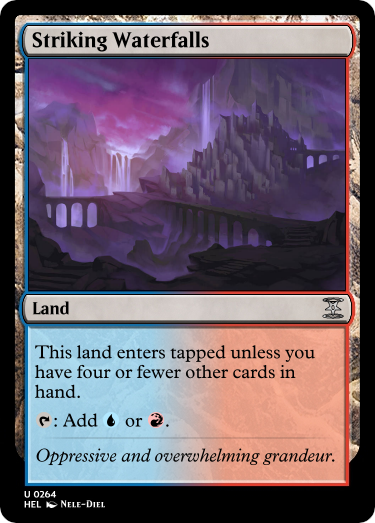 Striking Waterfalls
Land
This land enters tapped unless you
have four or fewer other cards in
hand.
: Add or .
Oppressive and overwhelming grandeur.
U 0264
HEL Nele-Diel